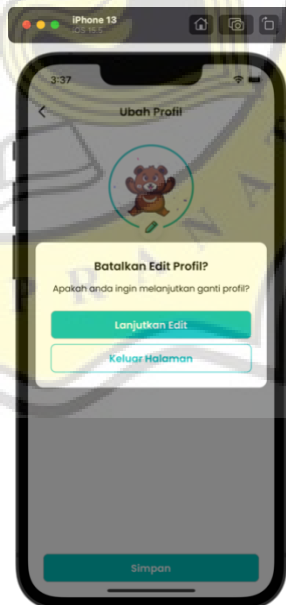 iPhone 13
iOS 15.5
3:37
Ubah Profil
Batalkan Edit Profil?
Apakah anda ingin melanjutkan ganti profil?
Lanjutkan Edit
Keluar Halaman
Simpan
P R A N A T A